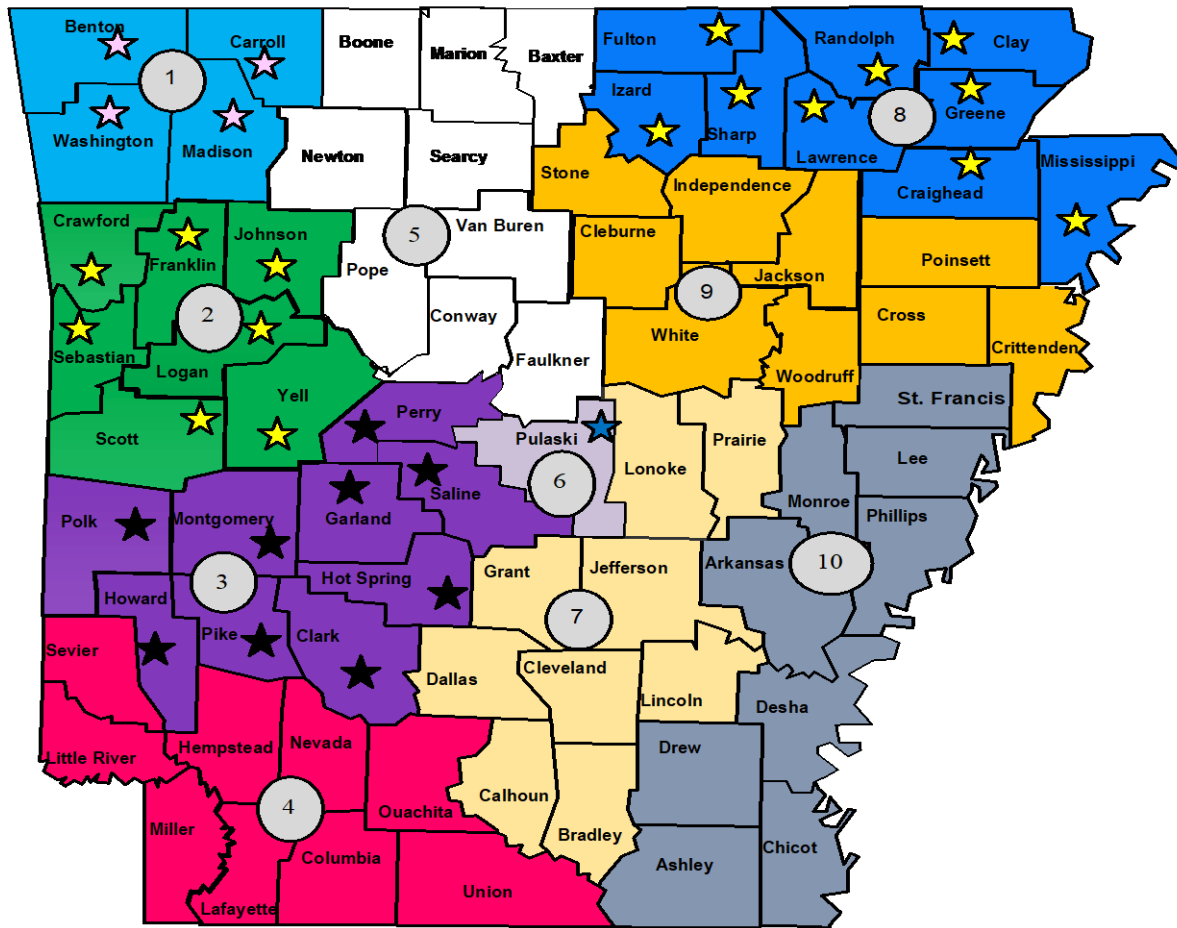 Benton
Carroll
Boone
Marion
Baxter
Fulton
Randolph
Clay
1
Izard
Sharp
8
Greene
Washington
Madison
Newton
Searcy
Lawrence
Mississippi
Stone
Independence
Craighead
Crawford
Johnson
5
Van Buren
Cleburne
Franklin
Pope
Jackson
Poinsett
2
9
Conway
White
Cross
Sebastian
Logan
Faulkner
Woodruff
Crittenden
Yell
Perry
St. Francis
Scott
Pulaski
Prairie
Lonoke
Lee
6
Saline
Monroe
Polk
Montgomery
Garland
Phillips
3
Hot Spring
Grant
Jefferson
Arkansas
10
Howard
7
Pike
Clark
Sevier
Dallas
Cleveland
Lincoln
Desha
Little River
Hempstead
Nevada
Drew
4
Calhoun
Ouachita
Miller
Bradley
Columbia
Ashley
Chicot
Lafayette
Union